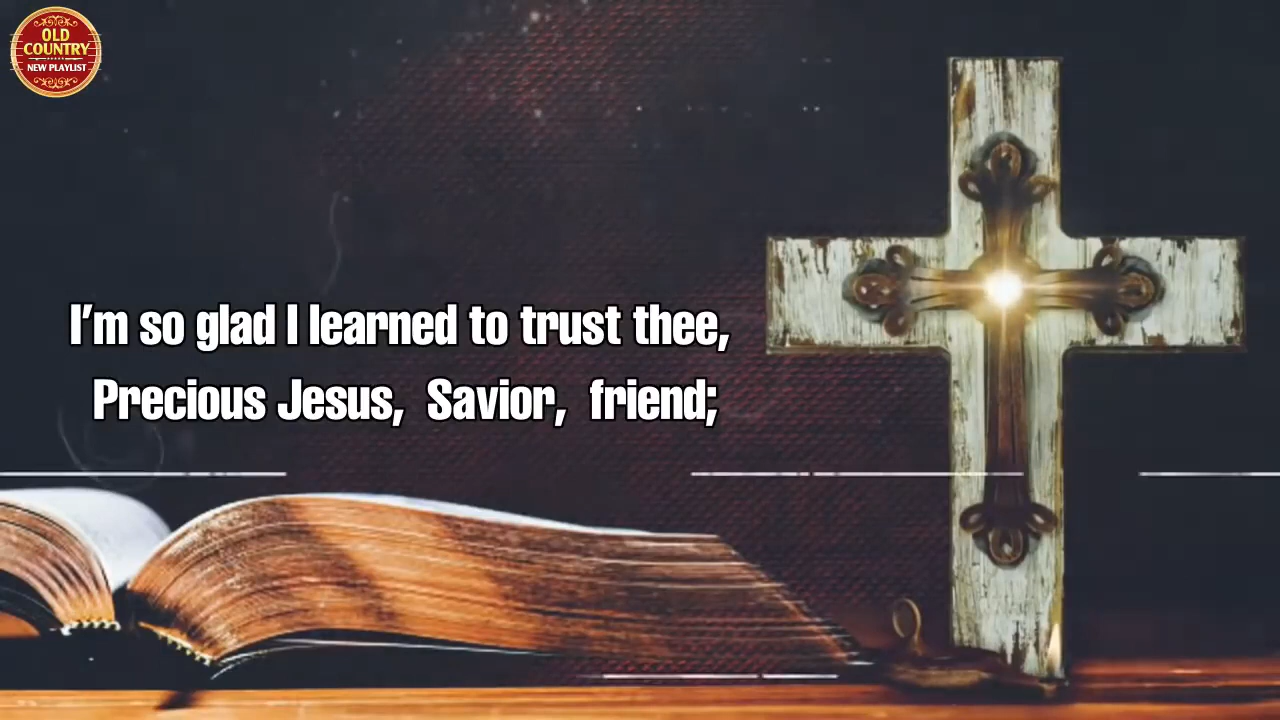 OLD
COUNTRY
NEW PLAYLIST
I'm so glad I learned to trust thee,
Precious Jesus, Savior, friend;